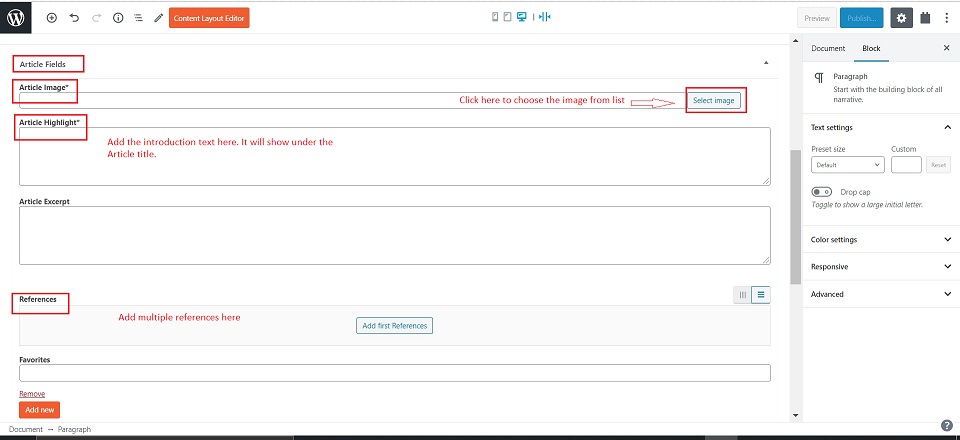 Content Layout Editor
Preview
Publish...
Article Fields
Article Image*
Click here to choose the image from list
Select image
Article Highlight*
Add the introduction text here. It will show under the
Article title.
Article Excerpt
References
Add multiple references here
Add first References
Favorites
Remove
Add new
Document → Paragraph
Document
Block
Paragraph
Start with the building block of all
narrative.
Text settings
Preset size
Custom
Default
Reset
Drop cap
Toggle to show a large initial letter.
Color settings
Responsive
Advanced